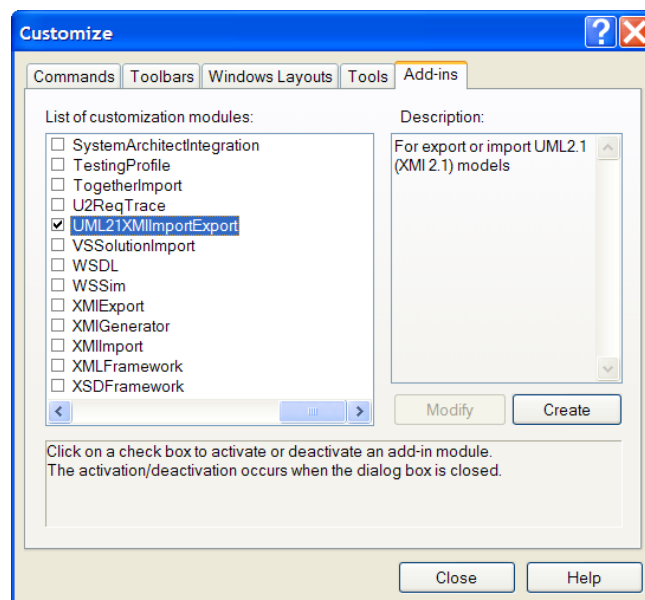 Customize
Commands Toolbars Windows Layouts Tools Add-ins
List of customization modules:
SystemArchitectIntegration
TestingProfile
TogetherImport
U2ReqTrace
UML21XMIImportExport
VSSolutionImport
WSDL
WSSim
XMIExport
XMIGenerator
XMIImport
XMLFramework
XSDFramework
Description:
For export or import UML2.1
(XMI 2.1) models
Modify Create
Click on a check box to activate or deactivate an add-in module.
The activation/deactivation occurs when the dialog box is closed.
Close Help